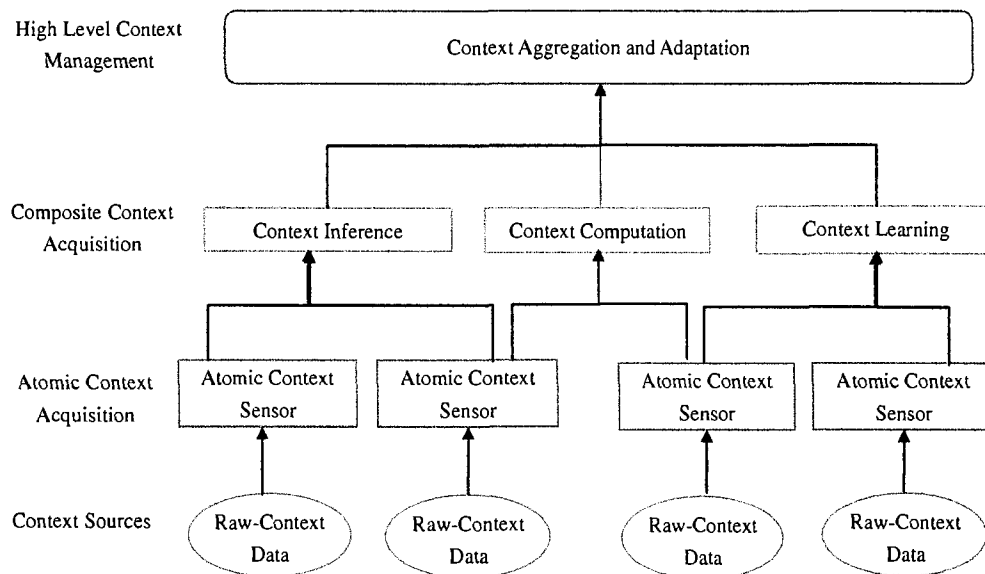 High Level Context
Management
Context Aggregation and Adaptation
Composite Context
Acquisition
Context Inference
Context Computation
Context Learning
Atomic Context
Acquisition
Atomic Context
Sensor
Atomic Context
Sensor
Atomic Context
Sensor
Atomic Context
Sensor
Context Sources
Raw-Context
Data
Raw-Context
Data
Raw-Context
Data
Raw-Context
Data